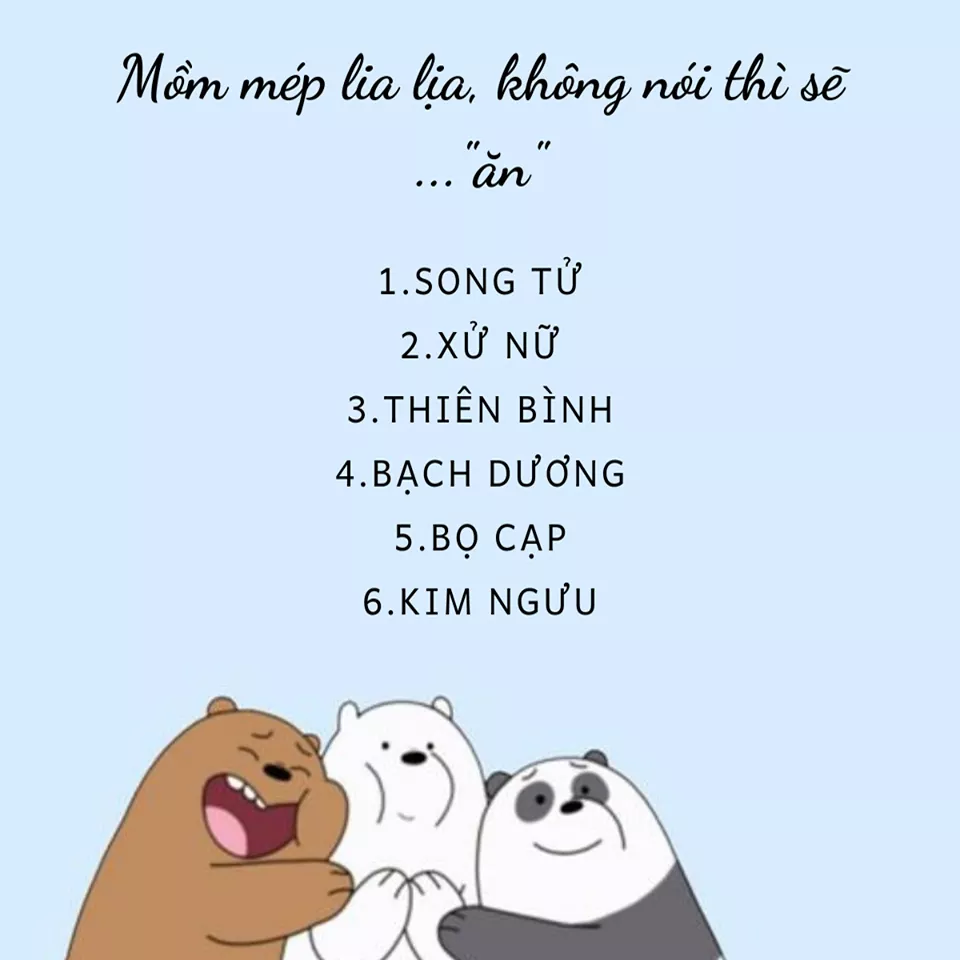 Mồm mép lia lịa, không nói thì sẽ
..."ăn"
1.SONG TỬ
2.XỬ NỮ
3.THIÊN BÌNH
4.BẠCH DƯƠNG
5.BỌ CẠP
6.KIM NGƯU